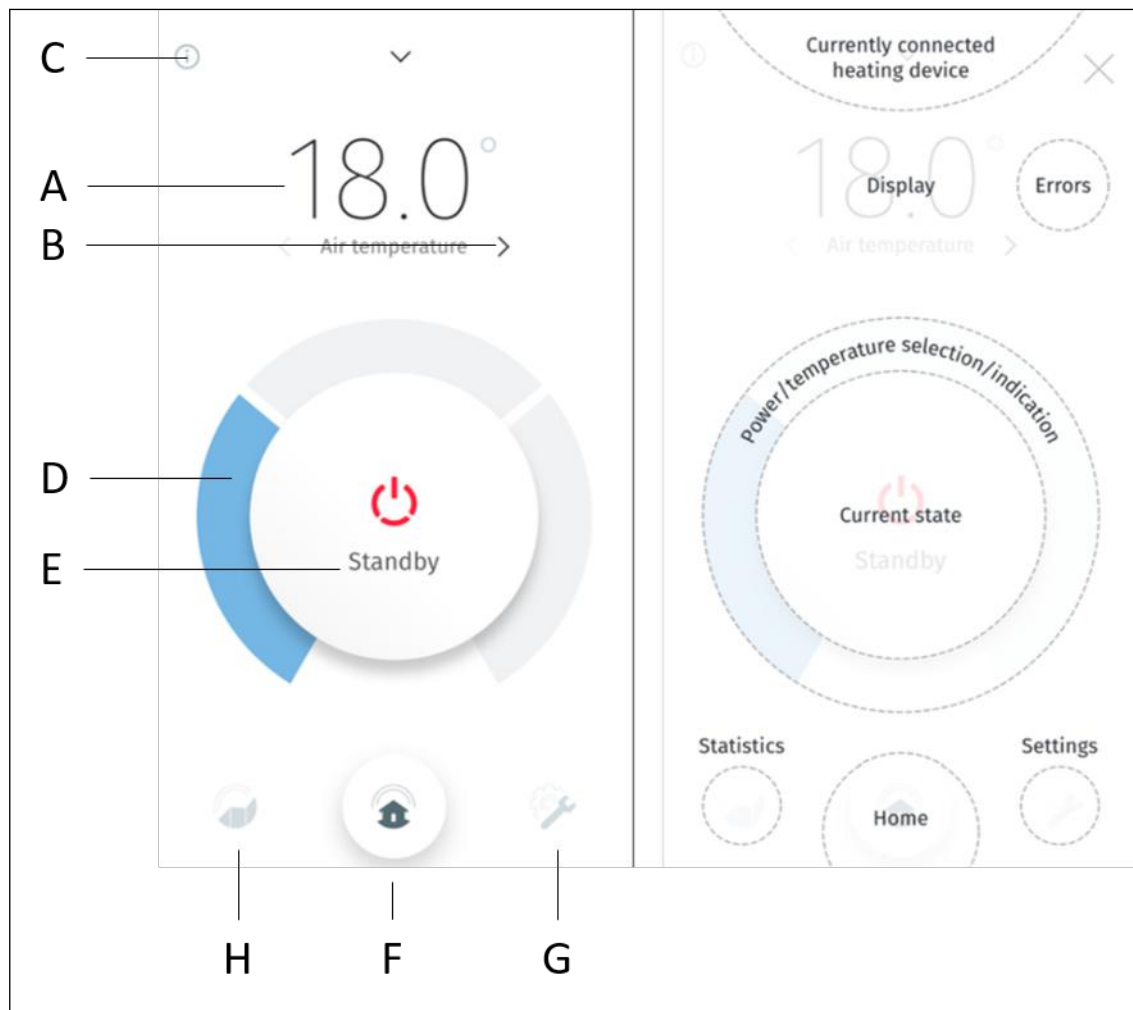 C
A
B
D
E
H
F
G
18.0°
Air temperature
Standby
Currently connected
heating device
18.0°
Display
Errors
Air temperature
Power/temperature selection/indication
Current state
Standby
Statistics
Settings
Home